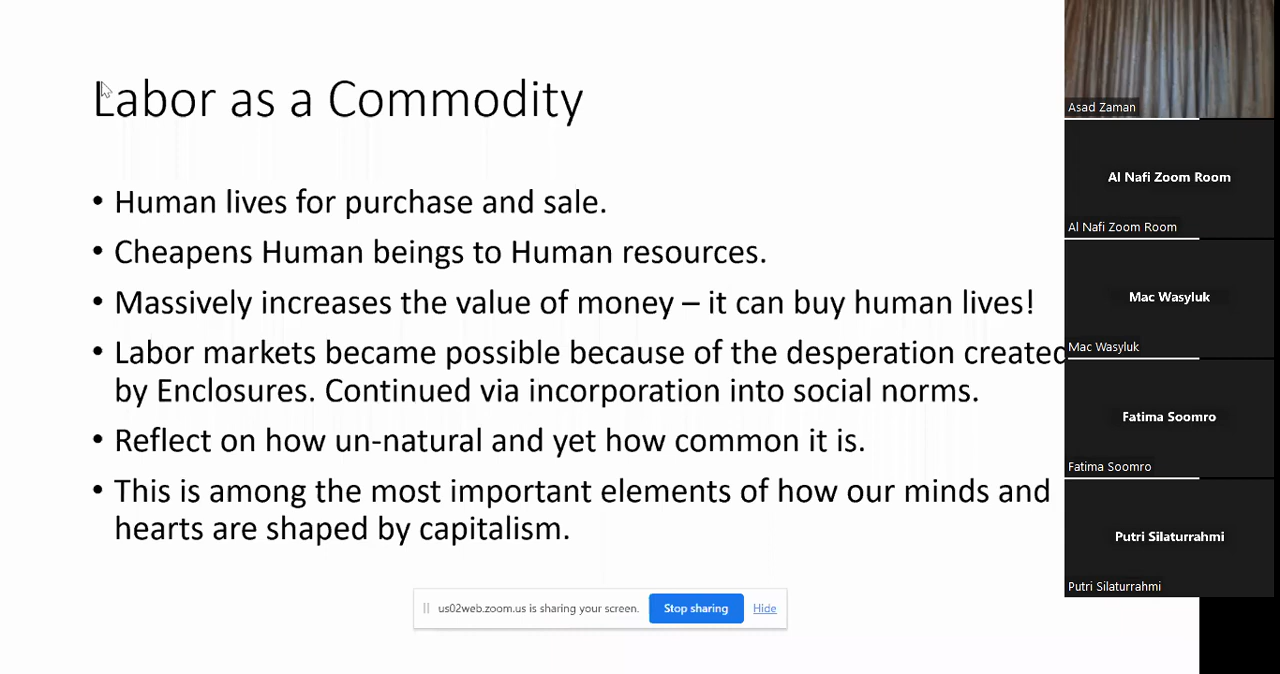 Labor as a Commodity
• Human lives for purchase and sale.
• Cheapens Human beings to Human resources.
• Massively increases the value of money – it can buy human lives!
• Labor markets became possible because of the desperation created
by Enclosures. Continued via incorporation into social norms.
• Reflect on how un-natural and yet how common it is.
• This is among the most important elements of how our minds and
hearts are shaped by capitalism.
us02web.zoom.us is sharing your screen. Stop sharing Hide
Asad Zaman
Al Nafi Zoom Room
Al Nafi Zoom Room
Mac Wasyluk
Mac Wasyluk
Fatima Soomro
Fatima Soomro
Putri Silaturrahmi
Putri Silaturrahmi